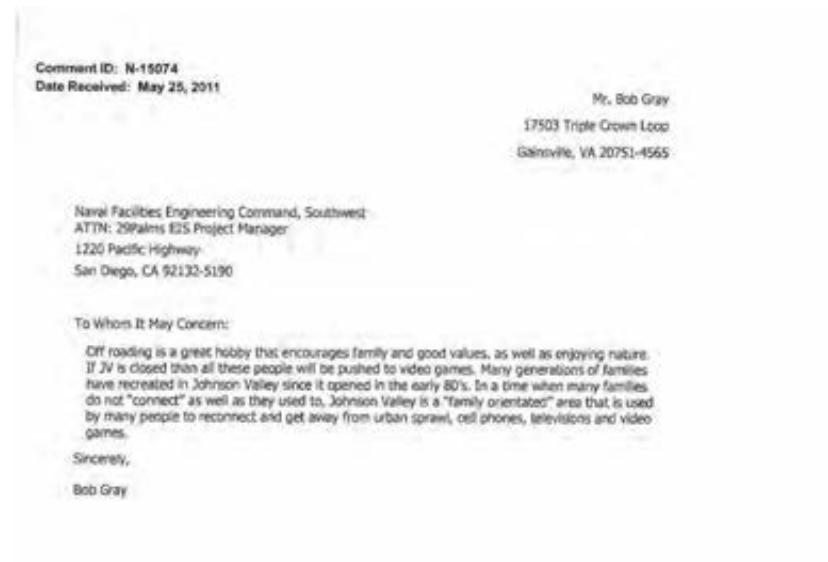 Comment ID: N-15074
Date Received: May 25, 2011
Mr. Bob Gray
17503 Triple Crown Loop
Gainsville, VA 20751-4565
Naval Facilities Engineering Command, Southwest
ATTN: 29Palms EIS Project Manager
1220 Pacific Highway
San Diego, CA 92132-5190
To Whom It May Concern:
Off roading is a great hobby that encourages family and good values, as well as enjoying nature.
If JV is closed than all these people will be pushed to video games. Many generations of families
have recreated in Johnson Valley since it opened in the early 80's. In a time when many families
do not "connect" as well as they used to, Johnson Valley is a "family orientated" area that is used
by many people to reconnect and get away from urban sprawl, cell phones, televisions and video
games.
Sincerely,
Bob Gray